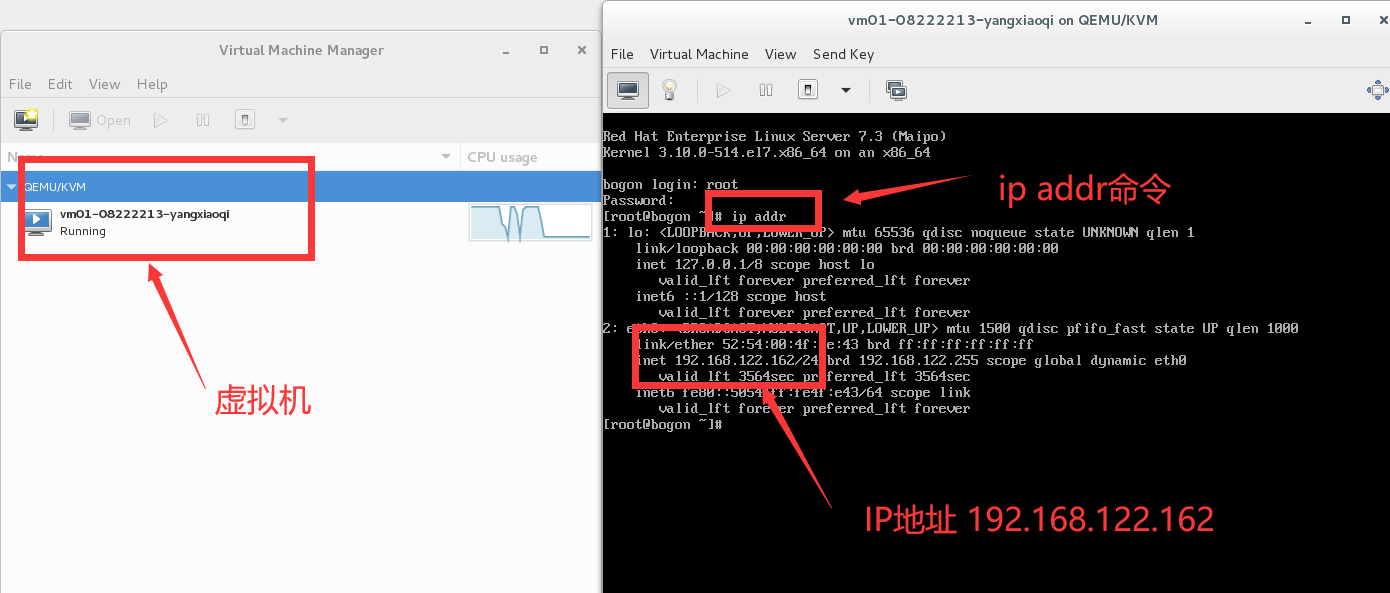 Virtual Machine Manager
File Edit View Help
Open
CPU usage
QEMU/KVM
vm01-08222213-yangxiaoqi
Running
虚拟机
vm01-08222213-yangxiaoqi on QEMU/KVM
File Virtual Machine View Send Key
Red Hat Enterprise Linux Server 7.3 (Maipo)
Kernel 3.10.0-514.el7.x86_64 on an x86_64
bogon login: root
Password:
[root@bogon ~]# ip addr
ip addr命令
1: lo: <LOOPBACK,UP,LOWER_UP> mtu 65536 qdisc noqueue state UNKNOWN qlen 1
link/loopback 00:00:00:00:00:00 brd 00:00:00:00:00:00
inet 127.0.0.1/8 scope host lo
valid_lft forever preferred_lft forever
inet6 ::1/128 scope host
valid_lft forever preferred_lft forever
2: eth0: <BROADCAST,MULTICAST,UP,LOWER_UP> mtu 1500 qdisc pfifo_fast state UP qlen 1000
link/ether 52:54:00:4f: e:43 brd ff:ff:ff:ff:ff:ff
inet 192.168.122.162/24 brd 192.168.122.255 scope global dynamic eth0
valid_lft 3564sec preferred_lft 3564sec
inet6 fe80::5054: ff:fe4f:e43/64 scope link
valid_lft forever preferred_lft forever
[root@bogon ~]#
IP地址 192.168.122.162